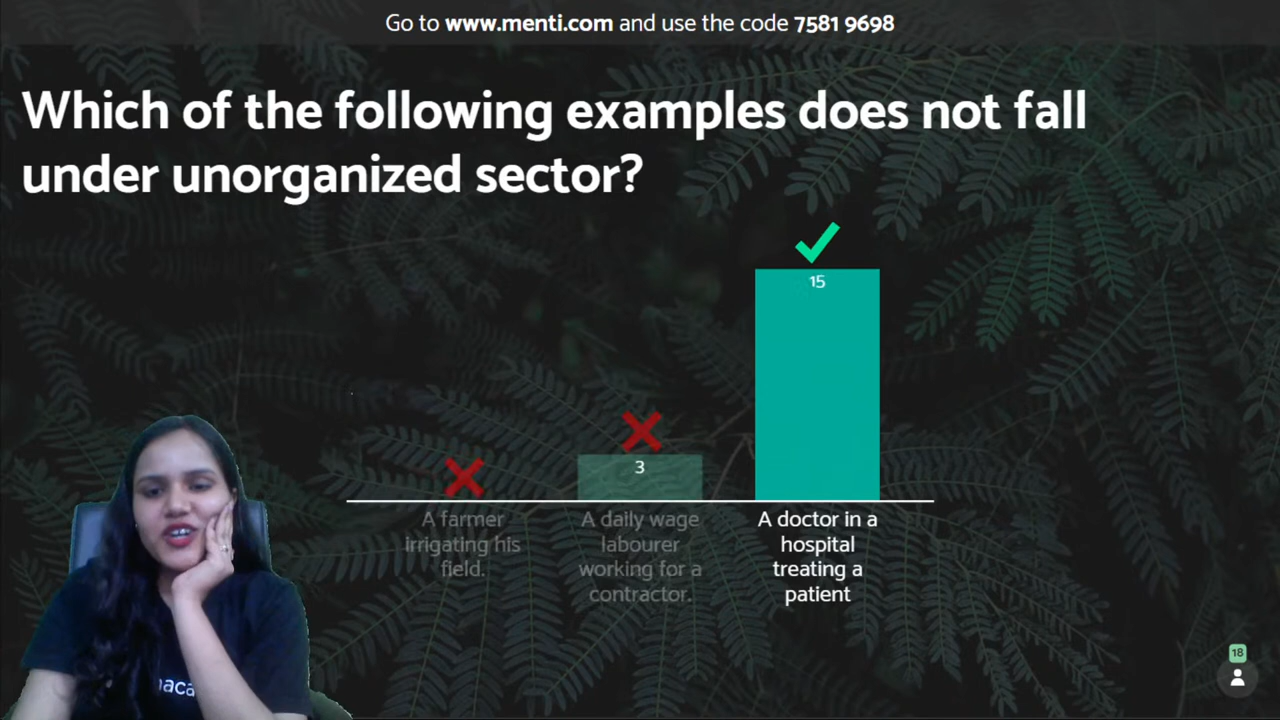 Go to www.menti.com and use the code 7581 9698
Which of the following examples does not fall
under unorganized sector?
15
3
A farmer
irrigating his
field.
A daily wage
labourer
working for a
contractor.
A doctor in a
hospital
treating a
patient
18